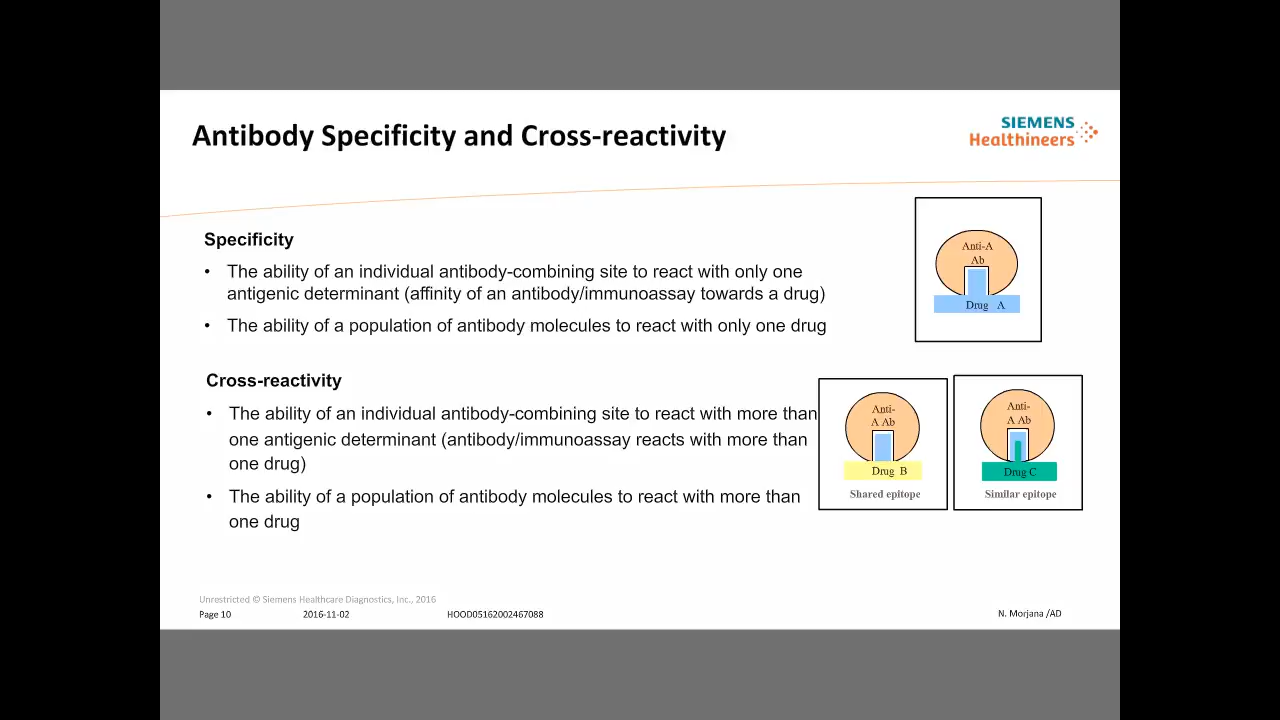 Antibody Specificity and Cross-reactivity
SIEMENS
Healthineers
Specificity
• The ability of an individual antibody-combining site to react with only one
antigenic determinant (affinity of an antibody/immunoassay towards a drug)
• The ability of a population of antibody molecules to react with only one drug
Anti-A
Ab
Drug A
Cross-reactivity
• The ability of an individual antibody-combining site to react with more than
one antigenic determinant (antibody/immunoassay reacts with more than
one drug)
• The ability of a population of antibody molecules to react with more than
one drug
Anti-
A Ab
Drug B
Shared epitope
Anti-
A Ab
Drug C
Similar epitope
Unrestricted © Siemens Healthcare Diagnostics, Inc., 2016
Page 10 2016-11-02 HOOD05162002467088 N. Morjana /AD